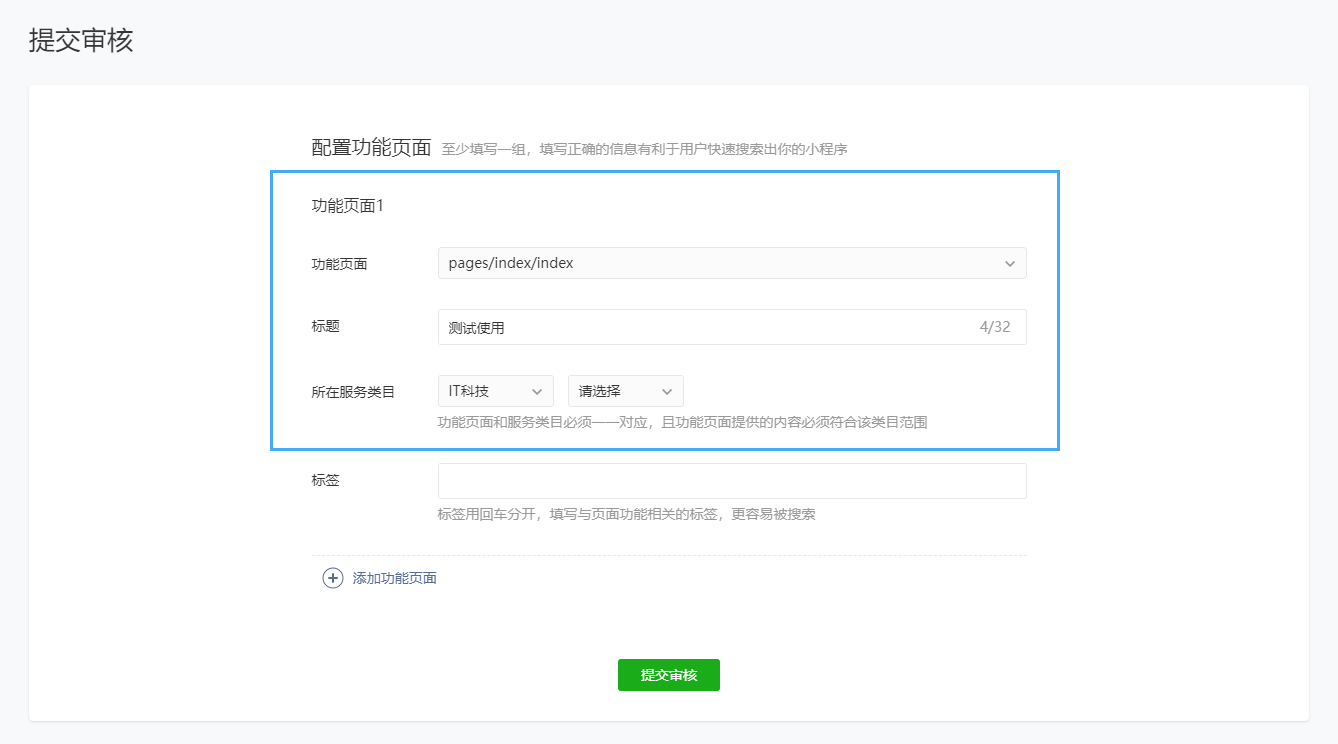 提交审核
配置功能页面 至少填写一组，填写正确的信息有利于用户快速搜索出你的小程序
功能页面1
功能页面 pages/index/index
标题 测试使用 4/32
所在服务类目 IT科技 请选择
功能页面和服务类目必须一一对应，且功能页面提供的内容必须符合该类目范围
标签
标签用回车分开，填写与页面功能相关的标签，更容易被搜索
添加功能页面
提交审核